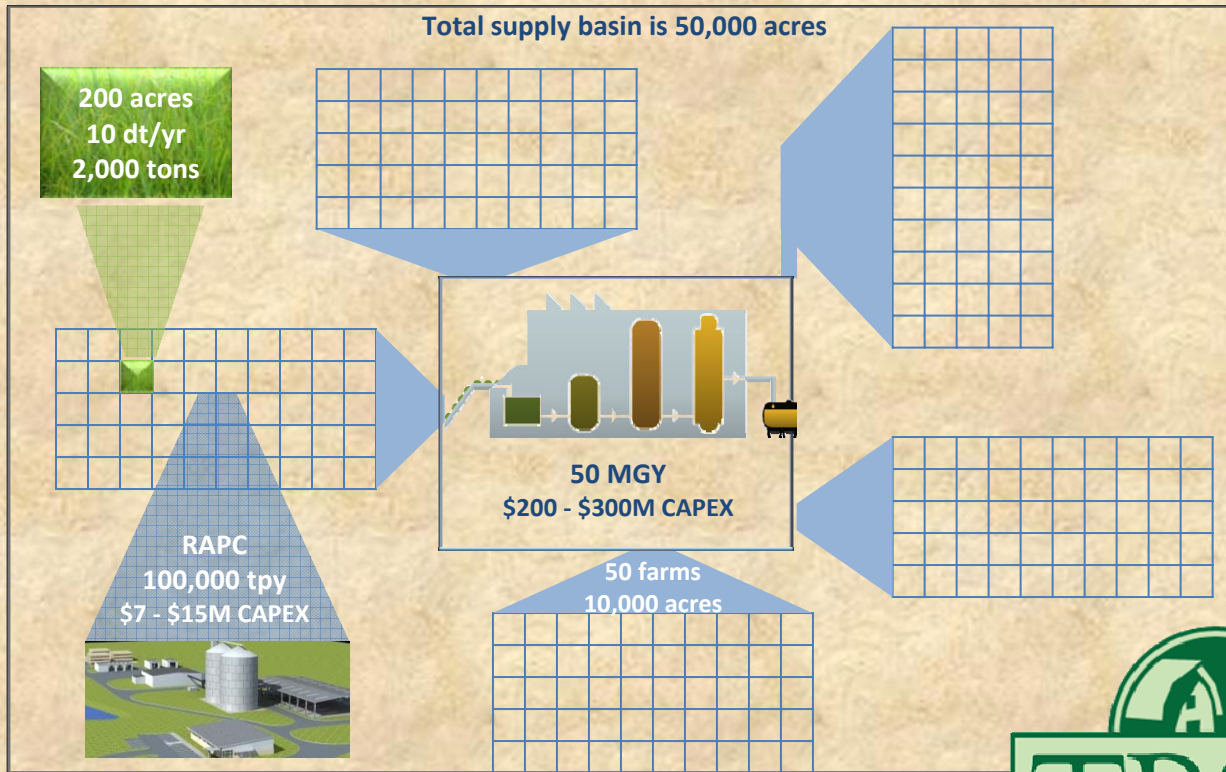 Total supply basin is 50,000 acres
200 acres
10 dt/yr
2,000 tons
50 MGY
$200 - $300M CAPEX
RAPC
100,000 tpy
$7 - $15M CAPEX
50 farms
10,000 acres